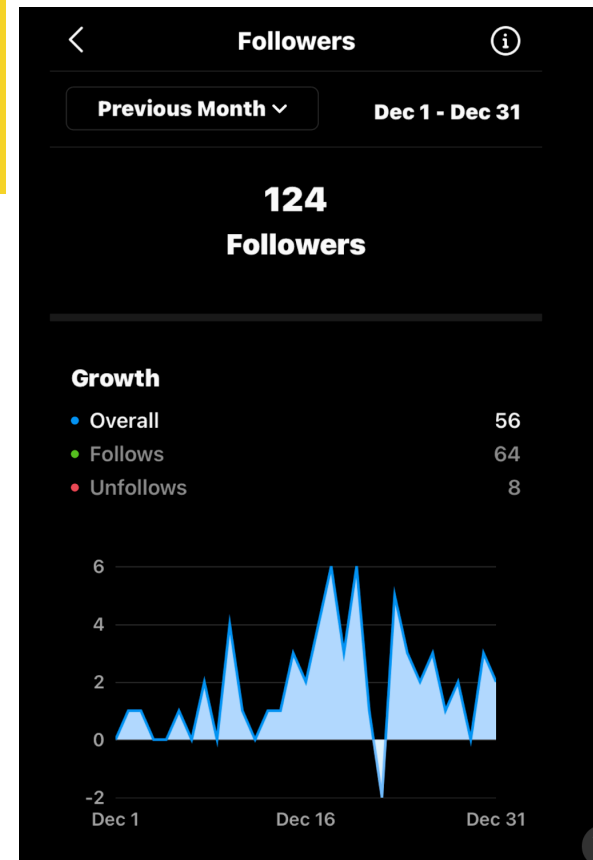 Followers
Previous Month
Dec 1 - Dec 31
124
Followers
Growth
Overall 56
Follows 64
Unfollows 8
6
4
2
0
-2
Dec 1 Dec 16 Dec 31